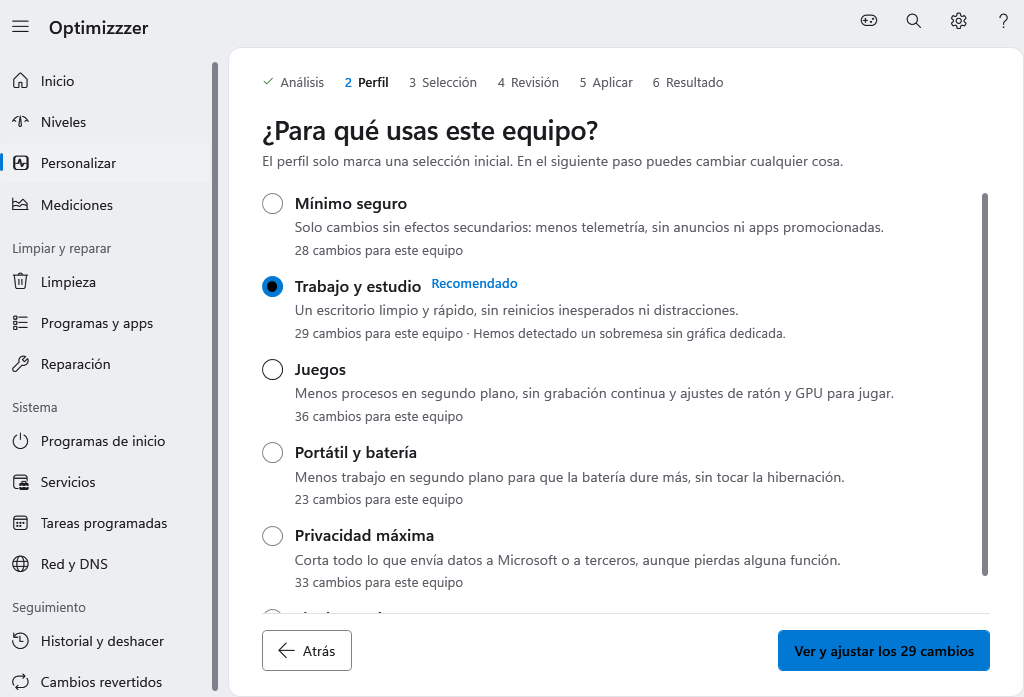 Optimizzzer
Inicio
Niveles
Personalizar
Mediciones
Limpiar y reparar
Limpieza
Programas y apps
Reparación
Sistema
Programas de inicio
Servicios
Tareas programadas
Red y DNS
Seguimiento
Historial y deshacer
Cambios revertidos
Análisis 2 Perfil 3 Selección 4 Revisión 5 Aplicar 6 Resultado
¿Para qué usas este equipo?
El perfil solo marca una selección inicial. En el siguiente paso puedes cambiar cualquier cosa.
Mínimo seguro
Solo cambios sin efectos secundarios: menos telemetría, sin anuncios ni apps promocionadas.
28 cambios para este equipo
Trabajo y estudio Recomendado
Un escritorio limpio y rápido, sin reinicios inesperados ni distracciones.
29 cambios para este equipo · Hemos detectado un sobremesa sin gráfica dedicada.
Juegos
Menos procesos en segundo plano, sin grabación continua y ajustes de ratón y GPU para jugar.
36 cambios para este equipo
Portátil y batería
Menos trabajo en segundo plano para que la batería dure más, sin tocar la hibernación.
23 cambios para este equipo
Privacidad máxima
Corta todo lo que envía datos a Microsoft o a terceros, aunque pierdas alguna función.
33 cambios para este equipo
Atrás
Ver y ajustar los 29 cambios